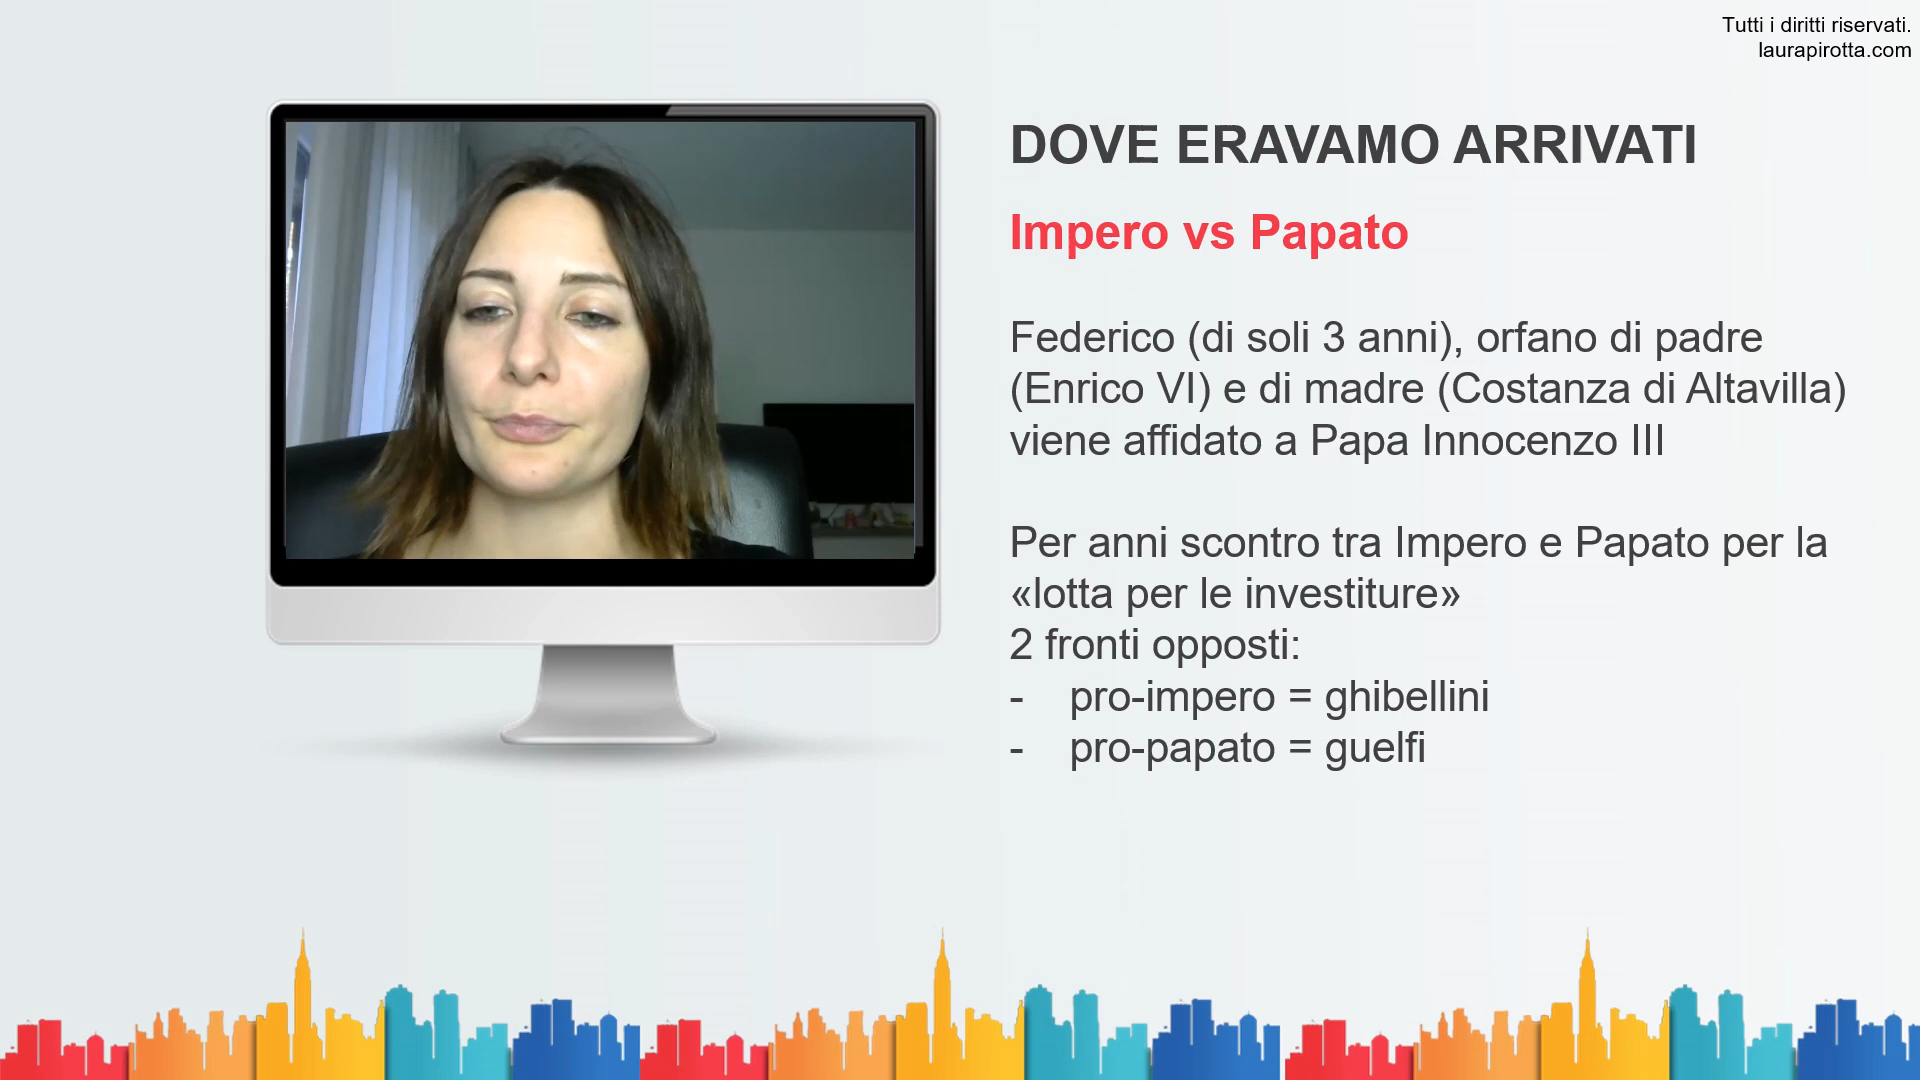 Tutti i diritti riservati.
laurapirotta.com
DOVE ERAVAMO ARRIVATI
Impero vs Papato
Federico (di soli 3 anni), orfano di padre
(Enrico VI) e di madre (Costanza di Altavilla)
viene affidato a Papa Innocenzo III
Per anni scontro tra Impero e Papato per la
«lotta per le investiture»
2 fronti opposti:
- pro-impero = ghibellini
- pro-papato = guelfi